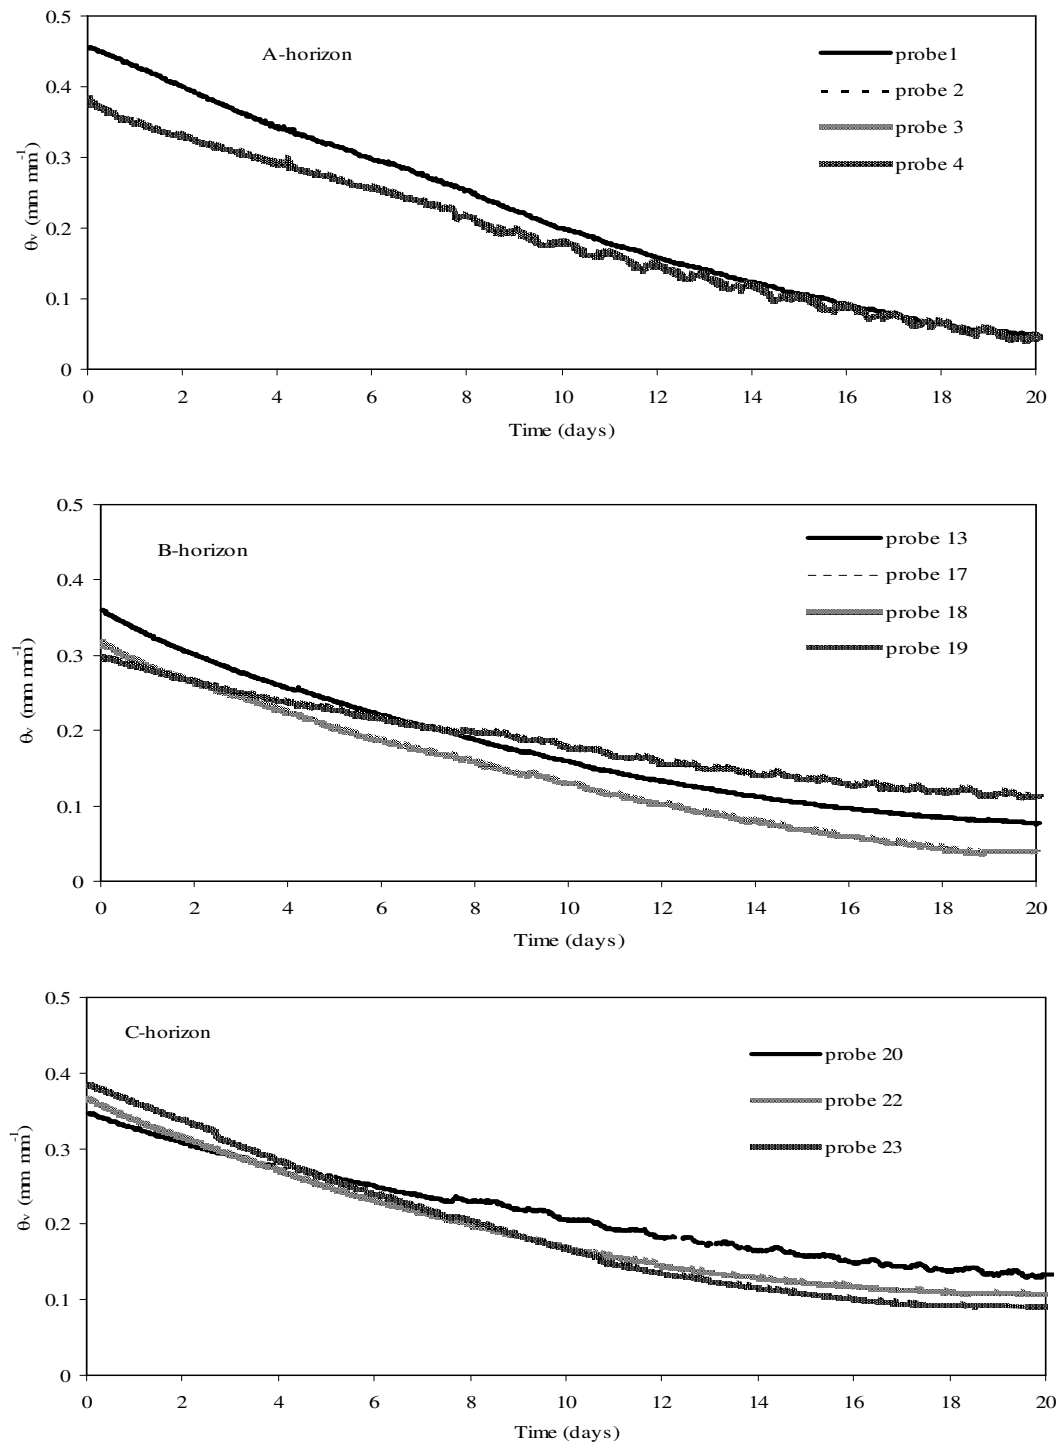 0.5
A-horizon
probe1
0.4
probe 2
probe 3
0.3
probe 4
θv (mm mm-1)
0.2
0.1
0
0 2 4 6 8 10 12 14 16 18 20
Time (days)
0.5
B-horizon
probe 13
0.4
probe 17
probe 18
0.3
probe 19
θv (mm mm-1)
0.2
0.1
0
0 2 4 6 8 10 12 14 16 18 20
Time (days)
0.5
C-horizon
probe 20
0.4
probe 22
0.3
probe 23
θv (mm mm-1)
0.2
0.1
0
0 2 4 6 8 10 12 14 16 18 20
Time (days)